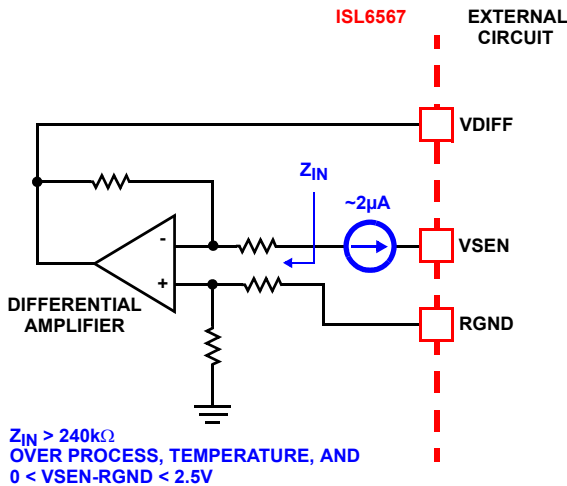 ISL6567
EXTERNAL
CIRCUIT
VDIFF
ZIN
~2µA
-
VSEN
+
DIFFERENTIAL
AMPLIFIER
RGND
ZIN > 240kΩ
OVER PROCESS, TEMPERATURE, AND
0 < VSEN-RGND < 2.5V